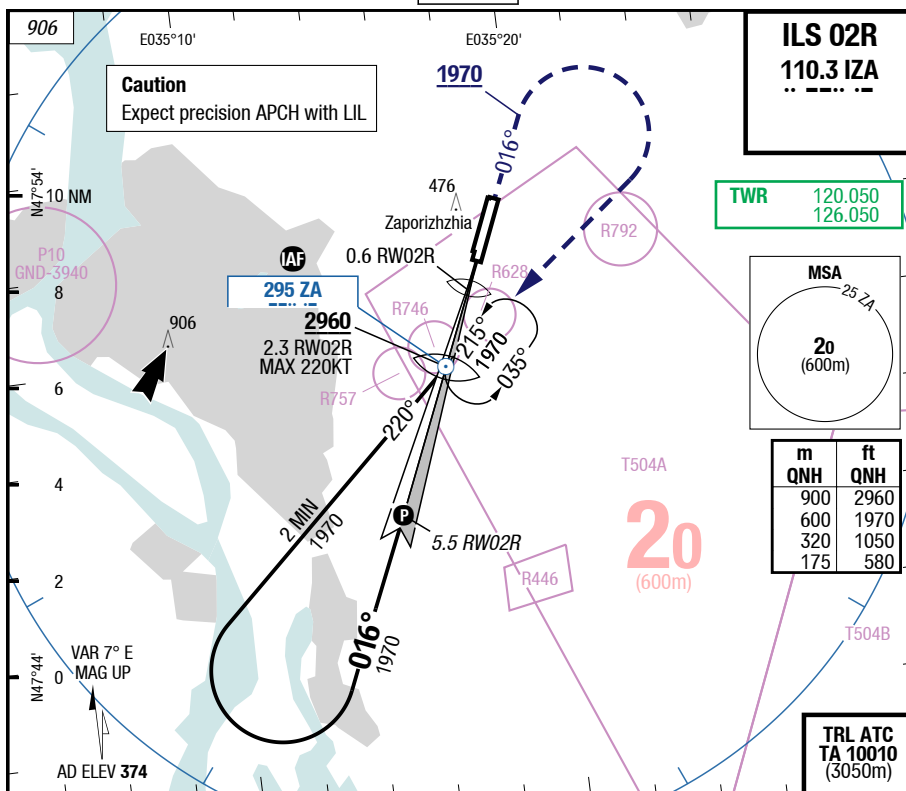 906
E035°10'
E035°20'
ILS 02R
110.3 IZA
Caution
Expect precision APCH with LIL
1970
016°
N47°54'
10 NM
476
Zaporizhzhia
TWR 120.050
126.050
P10
GND-3940
IAF
0.6 RW02R
R792
R628
8
295 ZA
MSA
25 ZA
20
(600m)
906
2960
2.3 RW02R
MAX 220KT
R746
215°
1970
035°
6
R757
220°
m ft
QNH QNH
900 2960
600 1970
320 1050
175 580
T504A
4
2 MIN
1970
P
5.5 RW02R
20
(600m)
2
R446
016°
1970
T504B
N47°44'
0
VAR 7° E
MAG UP
AD ELEV 374
TRL ATC
TA 10010
(3050m)